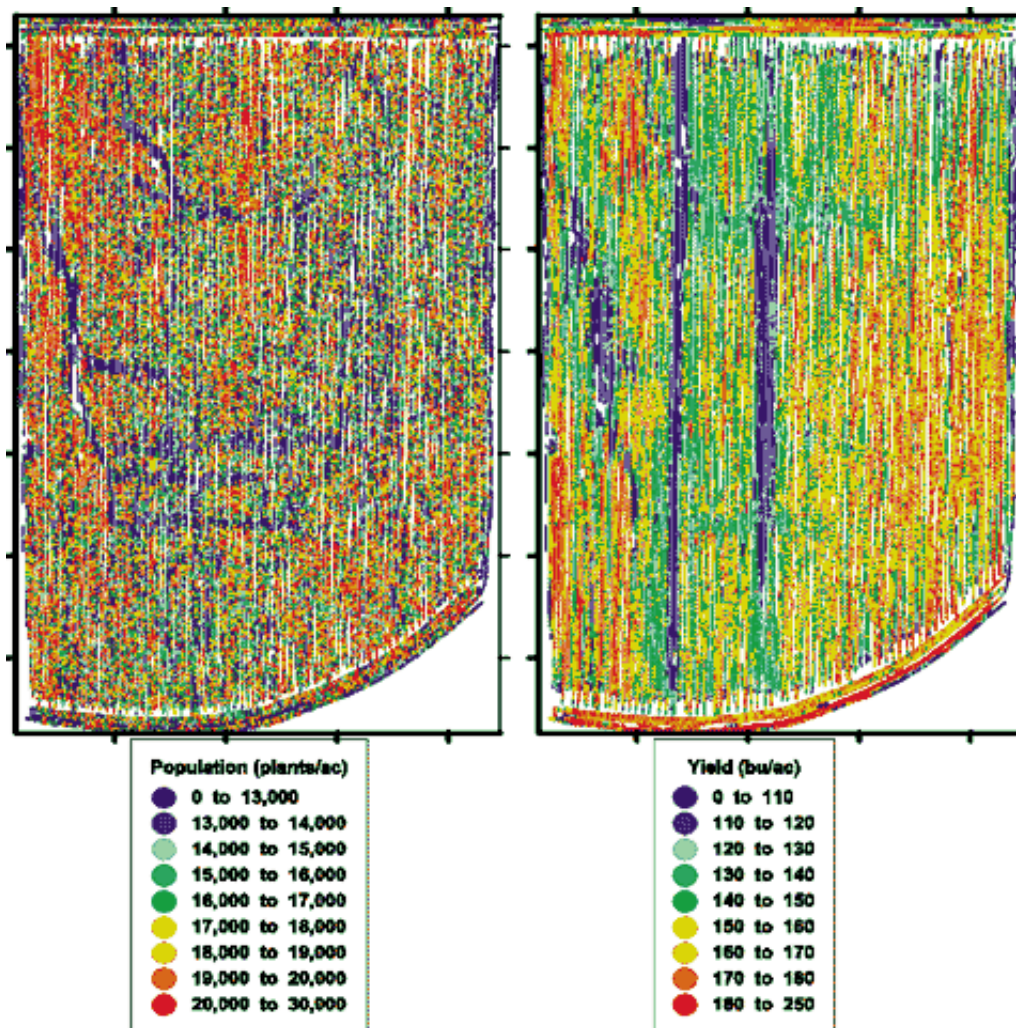 Population (plants/ac)
0 to 13,000
13,000 to 14,000
14,000 to 15,000
15,000 to 16,000
16,000 to 17,000
17,000 to 18,000
18,000 to 19,000
19,000 to 20,000
20,000 to 30,000
Yield (bu/ac)
0 to 110
110 to 120
120 to 130
130 to 140
140 to 150
150 to 160
160 to 170
170 to 180
180 to 250